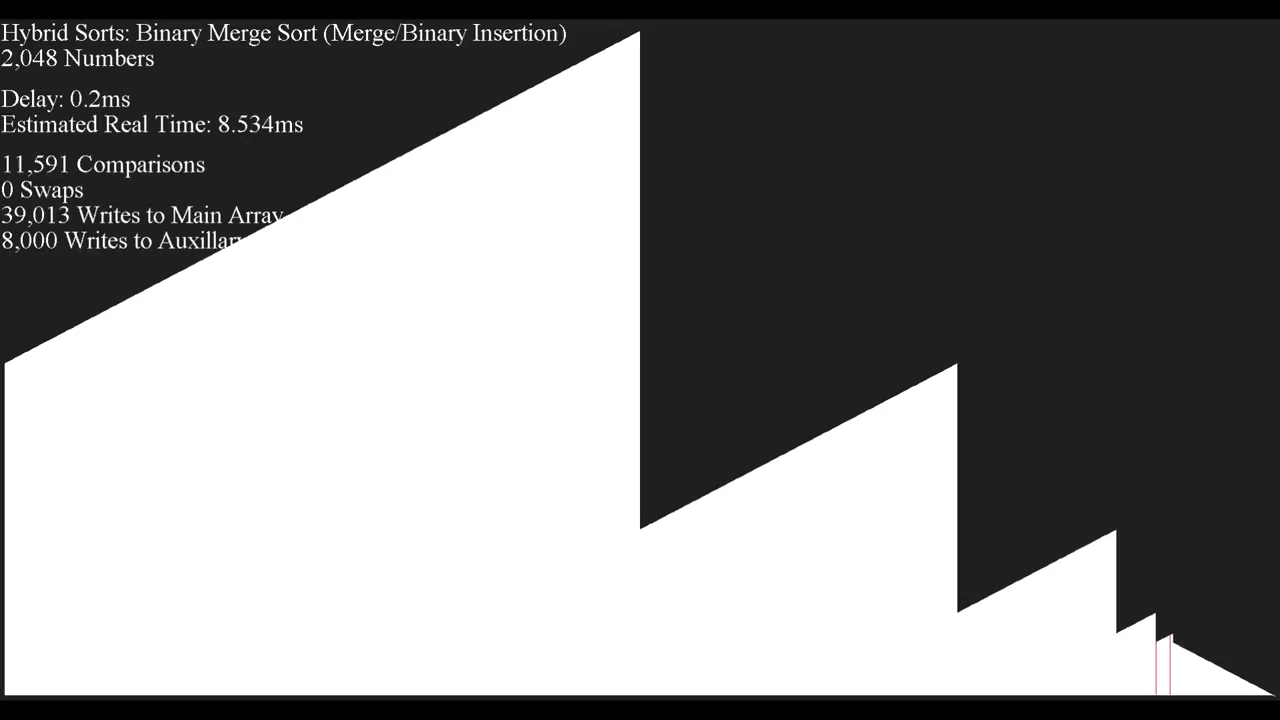 Hybrid Sorts: Binary Merge Sort (Merge/Binary Insertion)
2,048 Numbers
Delay: 0.2ms
Estimated Real Time: 8.534ms
11,591 Comparisons
0 Swaps
39,013 Writes to Main Array
8,000 Writes to